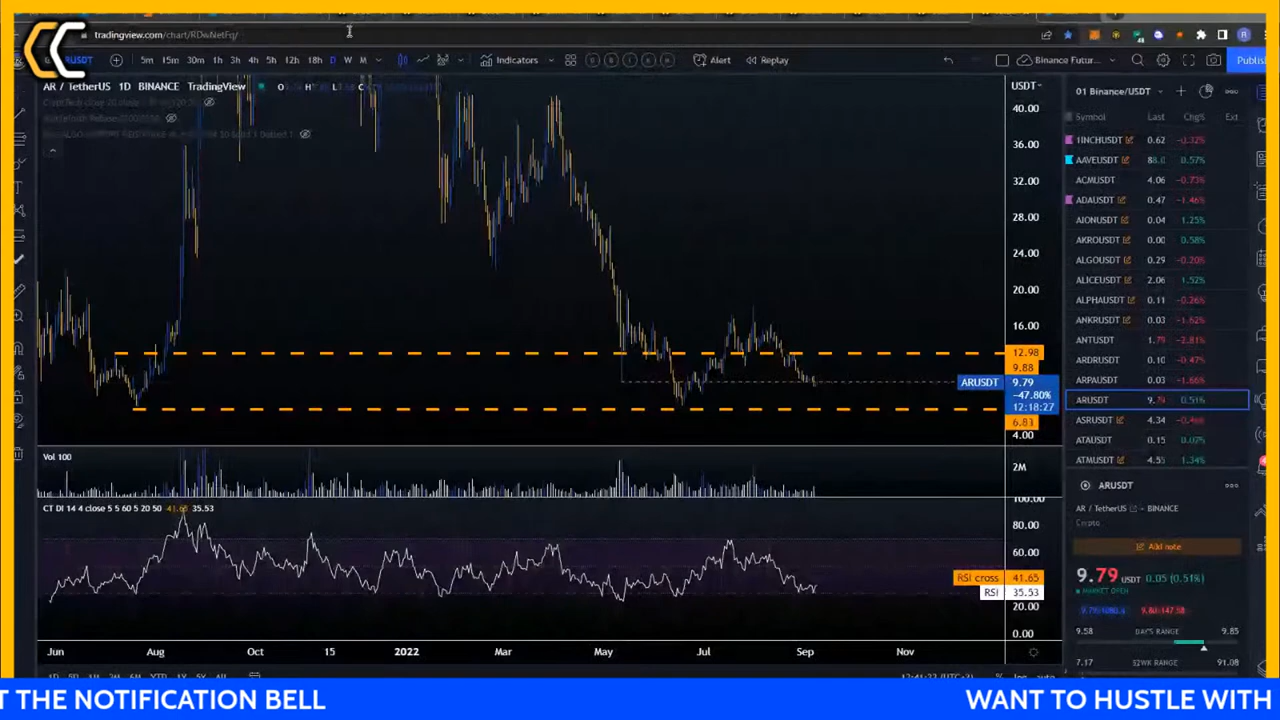 tradingview.com/chart/RDwNetFq/
5m 15m 30m 1h 3h 4h 5h 12h 18h D W M Indicators Alert Replay Binance Futur... Publish
AR / TetherUS 1D BINANCE TradingView
USDT
40.00
36.00
32.00
28.00
24.00
20.00
16.00
12.98
9.88
ARUSDT 9.79
-47.80%
12:18:27
6.83
4.00
Vol 100
2M
CT DI 14 4 close 5 5 60 5 20 50 41.65 35.53
100.00
80.00
60.00
RSI cross 41.65
RSI 35.53
20.00
0.00
Jun Aug Oct 15 2022 Mar May Jul Sep Nov
01 Binance/USDT
Symbol Last Chg% Ext
1INCHUSDT 0.62 -0.32%
AAVEUSDT 88.0 0.57%
ACMUSDT 4.06 -0.73%
ADAUSDT 0.47 -1.46%
AIONUSDT 0.04 1.25%
AKROUSDT 0.00 0.58%
ALGOUSDT 0.29 -0.20%
ALICEUSDT 2.06 1.52%
ALPHAUSDT 0.11 -0.26%
ANKRUSDT 0.03 -1.62%
ANTUSDT 1.79 -2.81%
ARDRUSDT 0.10 -0.47%
ARPAUSDT 0.03 -1.66%
ARUSDT 9.79 0.51%
ASRUSDT 4.34 -0.46%
ATAUSDT 0.15 0.07%
ATMUSDT 4.55 1.34%
ARUSDT
AR / TetherUS BINANCE
Crypto
Add note
9.79 USDT 0.05 (0.51%)
MARKET OPEN
9.58 DAY'S RANGE 9.85
7.17 52WK RANGE 91.08
T THE NOTIFICATION BELL WANT TO HUSTLE WITH